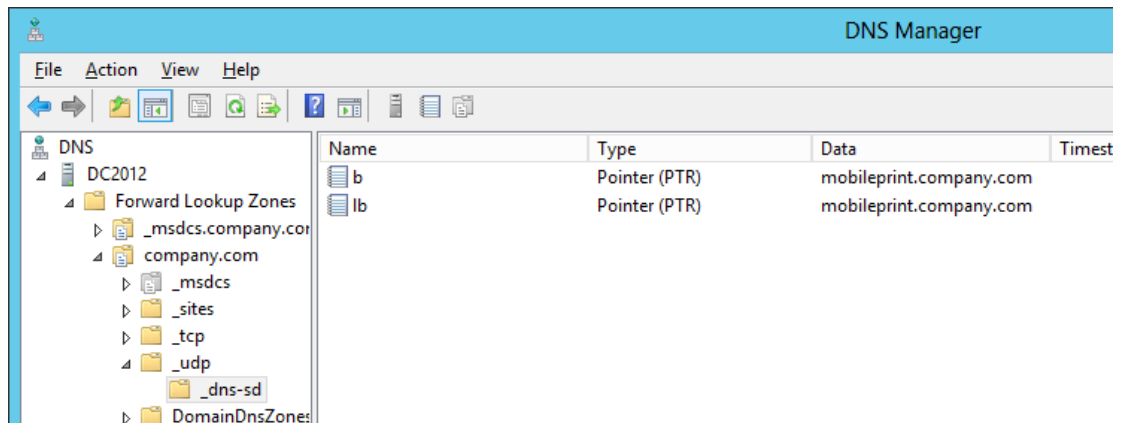 DNS Manager
File Action View Help
DNS
DC2012
Forward Lookup Zones
_msdcs.company.cor
company.com
_msdcs
_sites
_tcp
_udp
_dns-sd
DomainDnsZones
Name Type Data Timest
b Pointer (PTR) mobileprint.company.com
lb Pointer (PTR) mobileprint.company.com